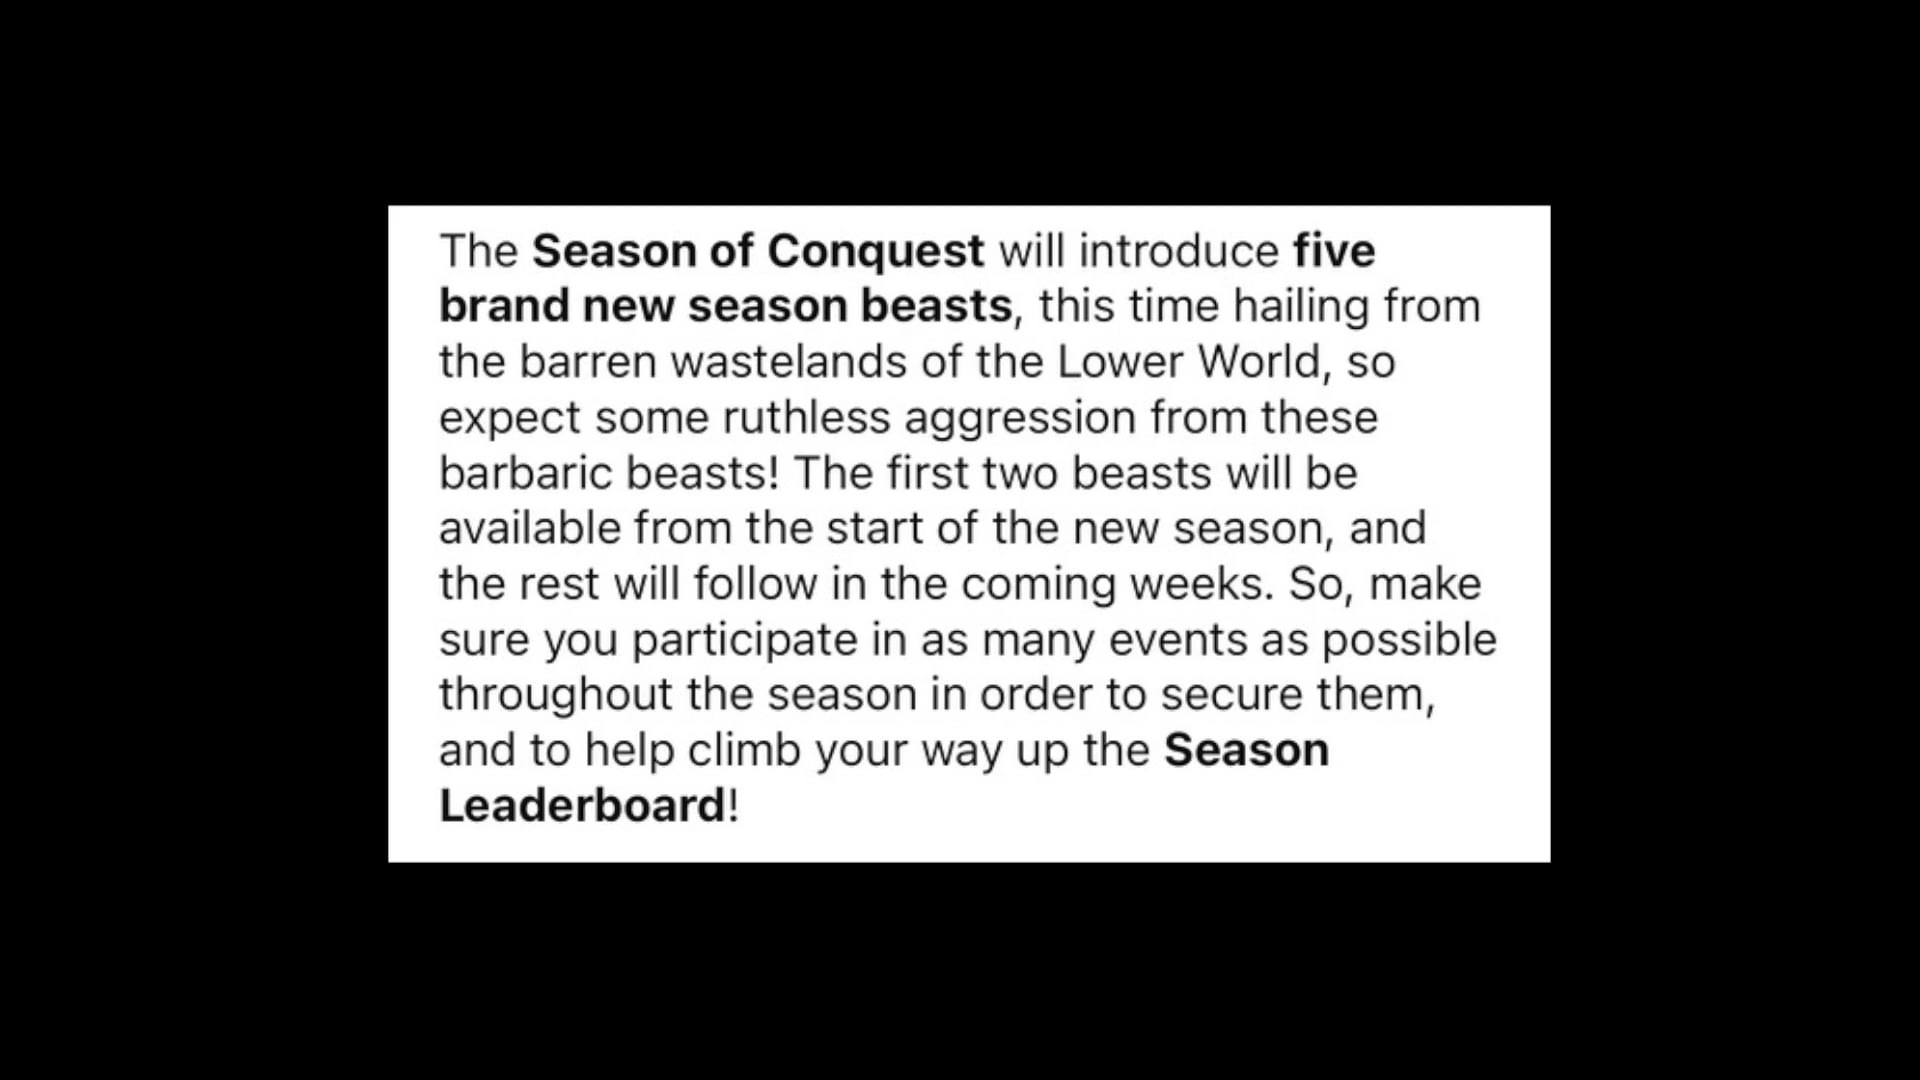 The Season of Conquest will introduce five
brand new season beasts, this time hailing from
the barren wastelands of the Lower World, so
expect some ruthless aggression from these
barbaric beasts! The first two beasts will be
available from the start of the new season, and
the rest will follow in the coming weeks. So, make
sure you participate in as many events as possible
throughout the season in order to secure them,
and to help climb your way up the Season
Leaderboard!